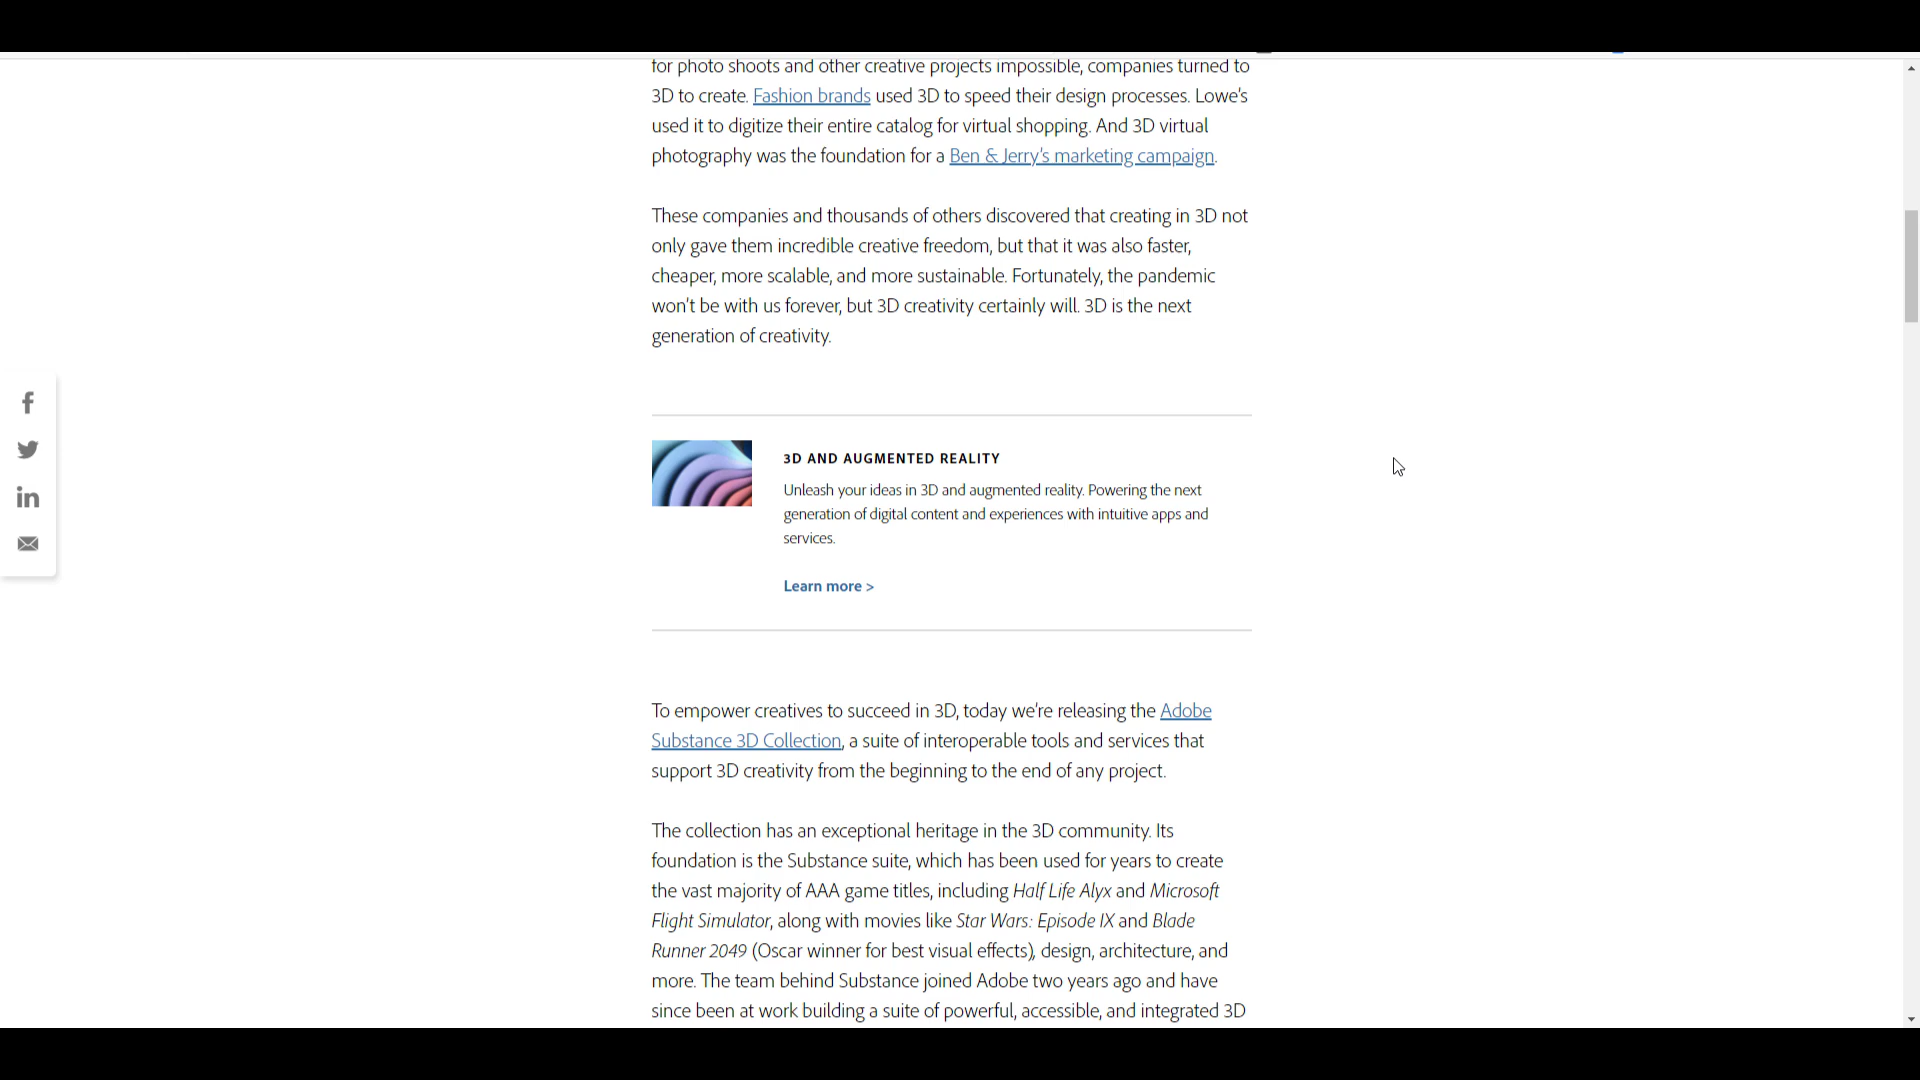 for photo shoots and other creative projects impossible, companies turned to
3D to create. Fashion brands used 3D to speed their design processes. Lowe's
used it to digitize their entire catalog for virtual shopping. And 3D virtual
photography was the foundation for a Ben & Jerry's marketing campaign.
These companies and thousands of others discovered that creating in 3D not
only gave them incredible creative freedom, but that it was also faster,
cheaper, more scalable, and more sustainable. Fortunately, the pandemic
won't be with us forever, but 3D creativity certainly will. 3D is the next
generation of creativity.
3D AND AUGMENTED REALITY
Unleash your ideas in 3D and augmented reality. Powering the next
generation of digital content and experiences with intuitive apps and
services.
Learn more >
To empower creatives to succeed in 3D, today we're releasing the Adobe
Substance 3D Collection, a suite of interoperable tools and services that
support 3D creativity from the beginning to the end of any project.
The collection has an exceptional heritage in the 3D community. Its
foundation is the Substance suite, which has been used for years to create
the vast majority of AAA game titles, including Half Life Alyx and Microsoft
Flight Simulator, along with movies like Star Wars: Episode IX and Blade
Runner 2049 (Oscar winner for best visual effects), design, architecture, and
more. The team behind Substance joined Adobe two years ago and have
since been at work building a suite of powerful, accessible, and integrated 3D